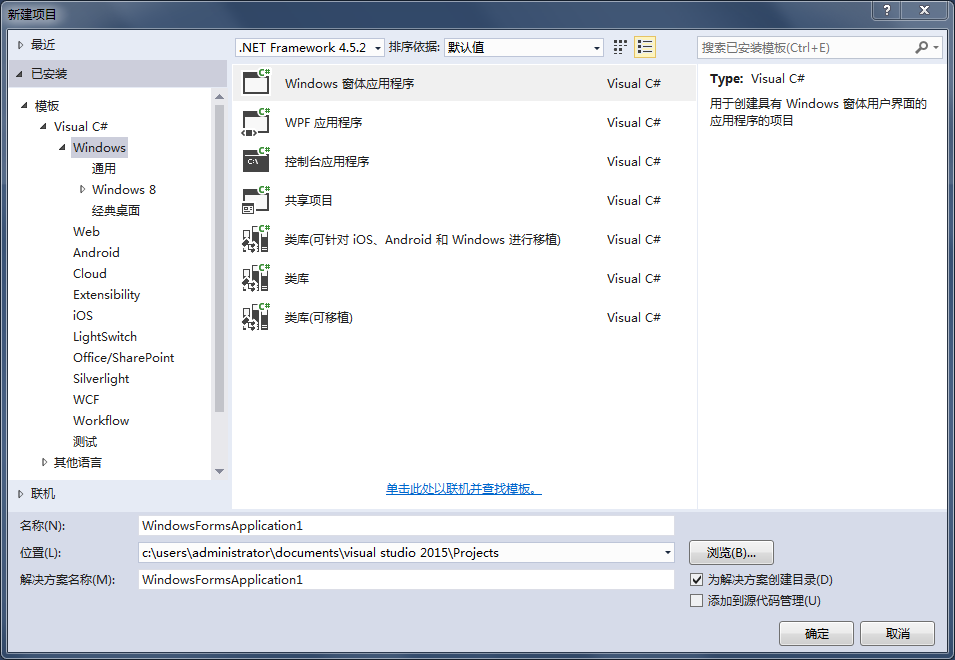 新建项目
最近
.NET Framework 4.5.2 排序依据: 默认值
搜索已安装模板(Ctrl+E)
已安装
模板
Visual C#
Windows
通用
Windows 8
经典桌面
Web
Android
Cloud
Extensibility
iOS
LightSwitch
Office/SharePoint
Silverlight
WCF
Workflow
测试
其他语言
联机
C# Windows 窗体应用程序 Visual C#
C# WPF 应用程序 Visual C#
C# C:\ 控制台应用程序 Visual C#
C# 共享项目 Visual C#
C# 类库(可针对 iOS、Android 和 Windows 进行移植) Visual C#
C# 类库 Visual C#
C# 类库(可移植) Visual C#
单击此处以联机并查找模板。
Type: Visual C#
用于创建具有 Windows 窗体用户界面的
应用程序的项目
名称(N): WindowsFormsApplication1
位置(L): c:\users\administrator\documents\visual studio 2015\Projects 浏览(B)...
解决方案名称(M): WindowsFormsApplication1
为解决方案创建目录(D)
添加到源代码管理(U)
确定 取消